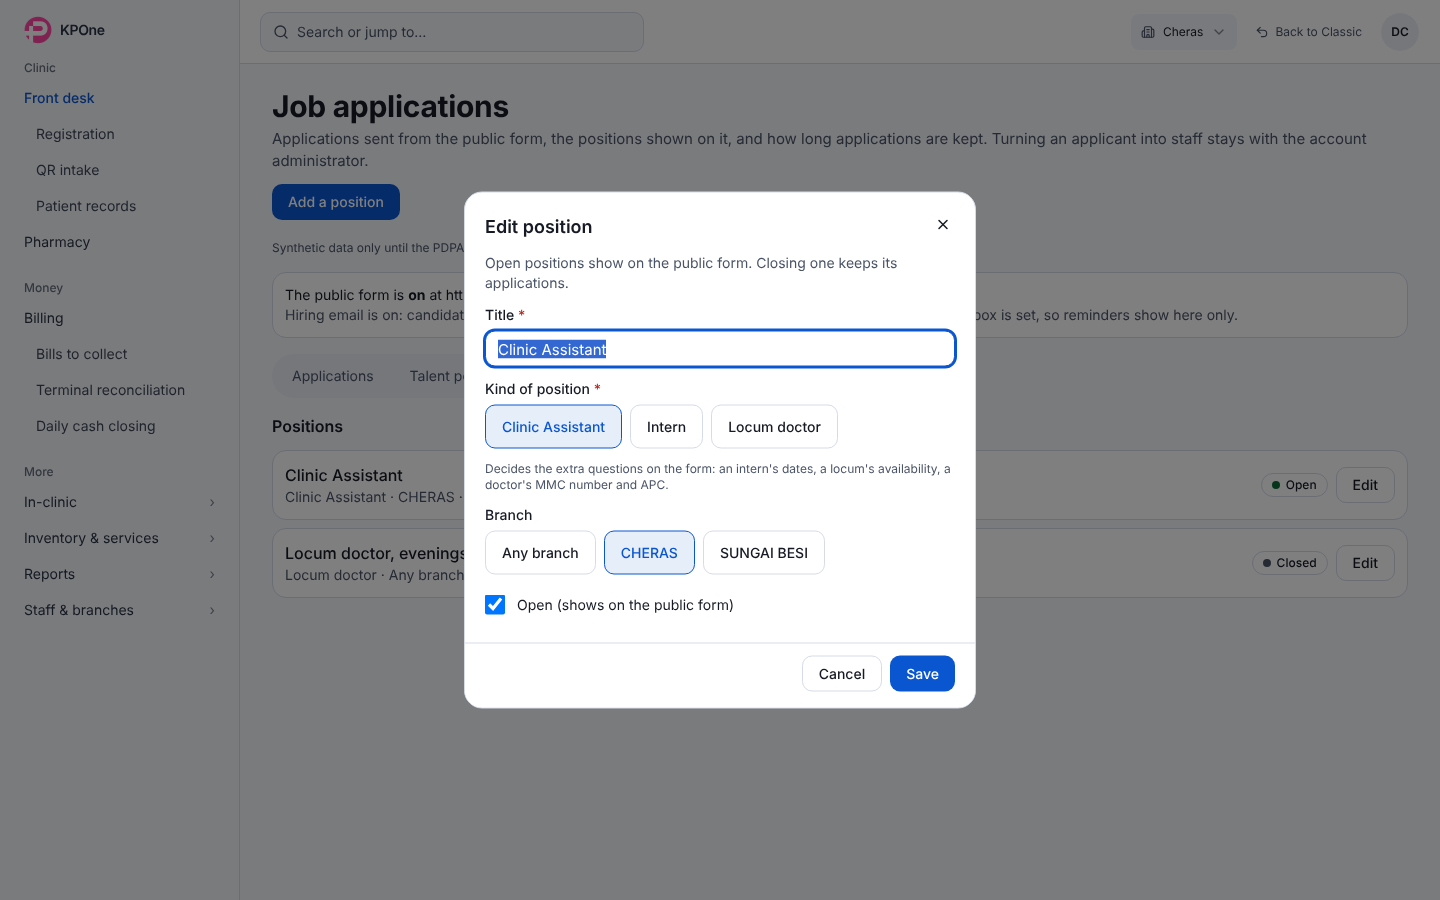 KPOne
Search or jump to...
Cheras
Back to Classic
DC
Clinic
Front desk
Registration
QR intake
Patient records
Pharmacy
Money
Billing
Bills to collect
Terminal reconciliation
Daily cash closing
More
In-clinic
Inventory & services
Reports
Staff & branches
Job applications
Applications sent from the public form, the positions shown on it, and how long applications are kept. Turning an applicant into staff stays with the account
administrator.
Add a position
Synthetic data only until the PDPA
The public form is on at htt
Hiring email is on: candidat
box is set, so reminders show here only.
Applications
Talent p
Positions
Clinic Assistant
Clinic Assistant · CHERAS ·
Open
Edit
Locum doctor, evenings
Locum doctor · Any branch
Closed
Edit
Edit position
Open positions show on the public form. Closing one keeps its
applications.
Title *
Clinic Assistant
Kind of position *
Clinic Assistant
Intern
Locum doctor
Decides the extra questions on the form: an intern's dates, a locum's availability, a
doctor's MMC number and APC.
Branch
Any branch
CHERAS
SUNGAI BESI
Open (shows on the public form)
Cancel
Save